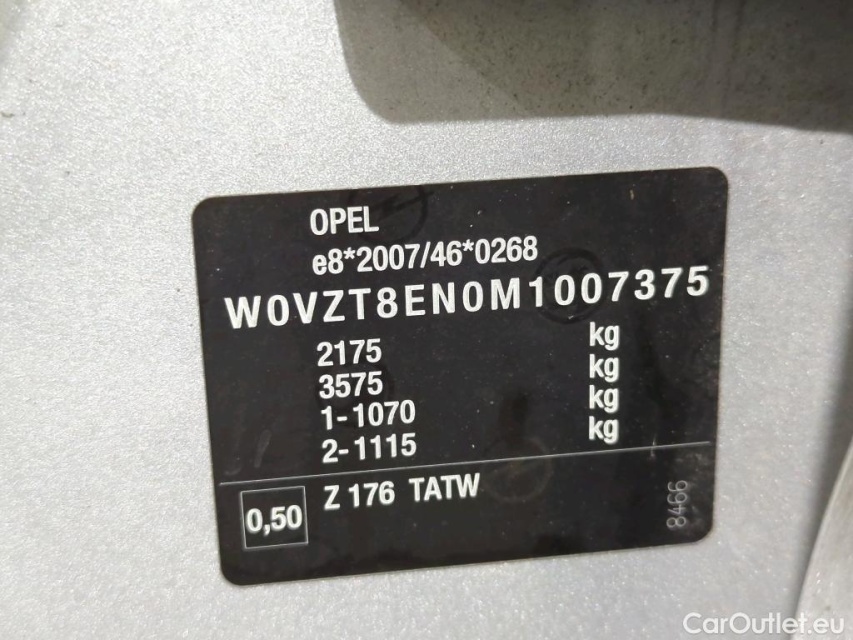 OPEL
e8*2007/46*0268
W0VZT8EN0M1007375
2175 kg
3575 kg
1-1070 kg
2-1115 kg
0,50 Z 176 TATW
8466
CarOutlet.eu